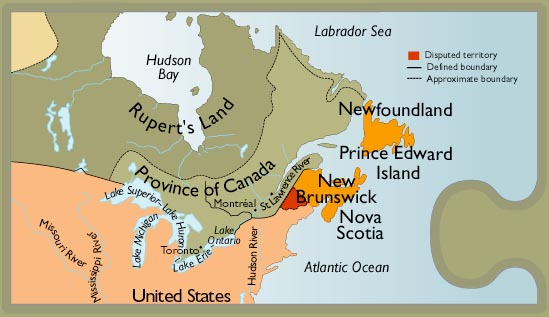 Labrador Sea
Hudson
Bay
Disputed territory
Defined boundary
Approximate boundary
Rupert's Land
Newfoundland
Prince Edward
Island
Province of Canada
St Lawrence River
New
Brunswick
Nova
Scotia
Montréal
Lake Superior
Lake Michigan
Lake Huron
Lake
Ontario
Toronto
Lake Erie
Hudson River
Missouri River
Mississippi River
Atlantic Ocean
United States